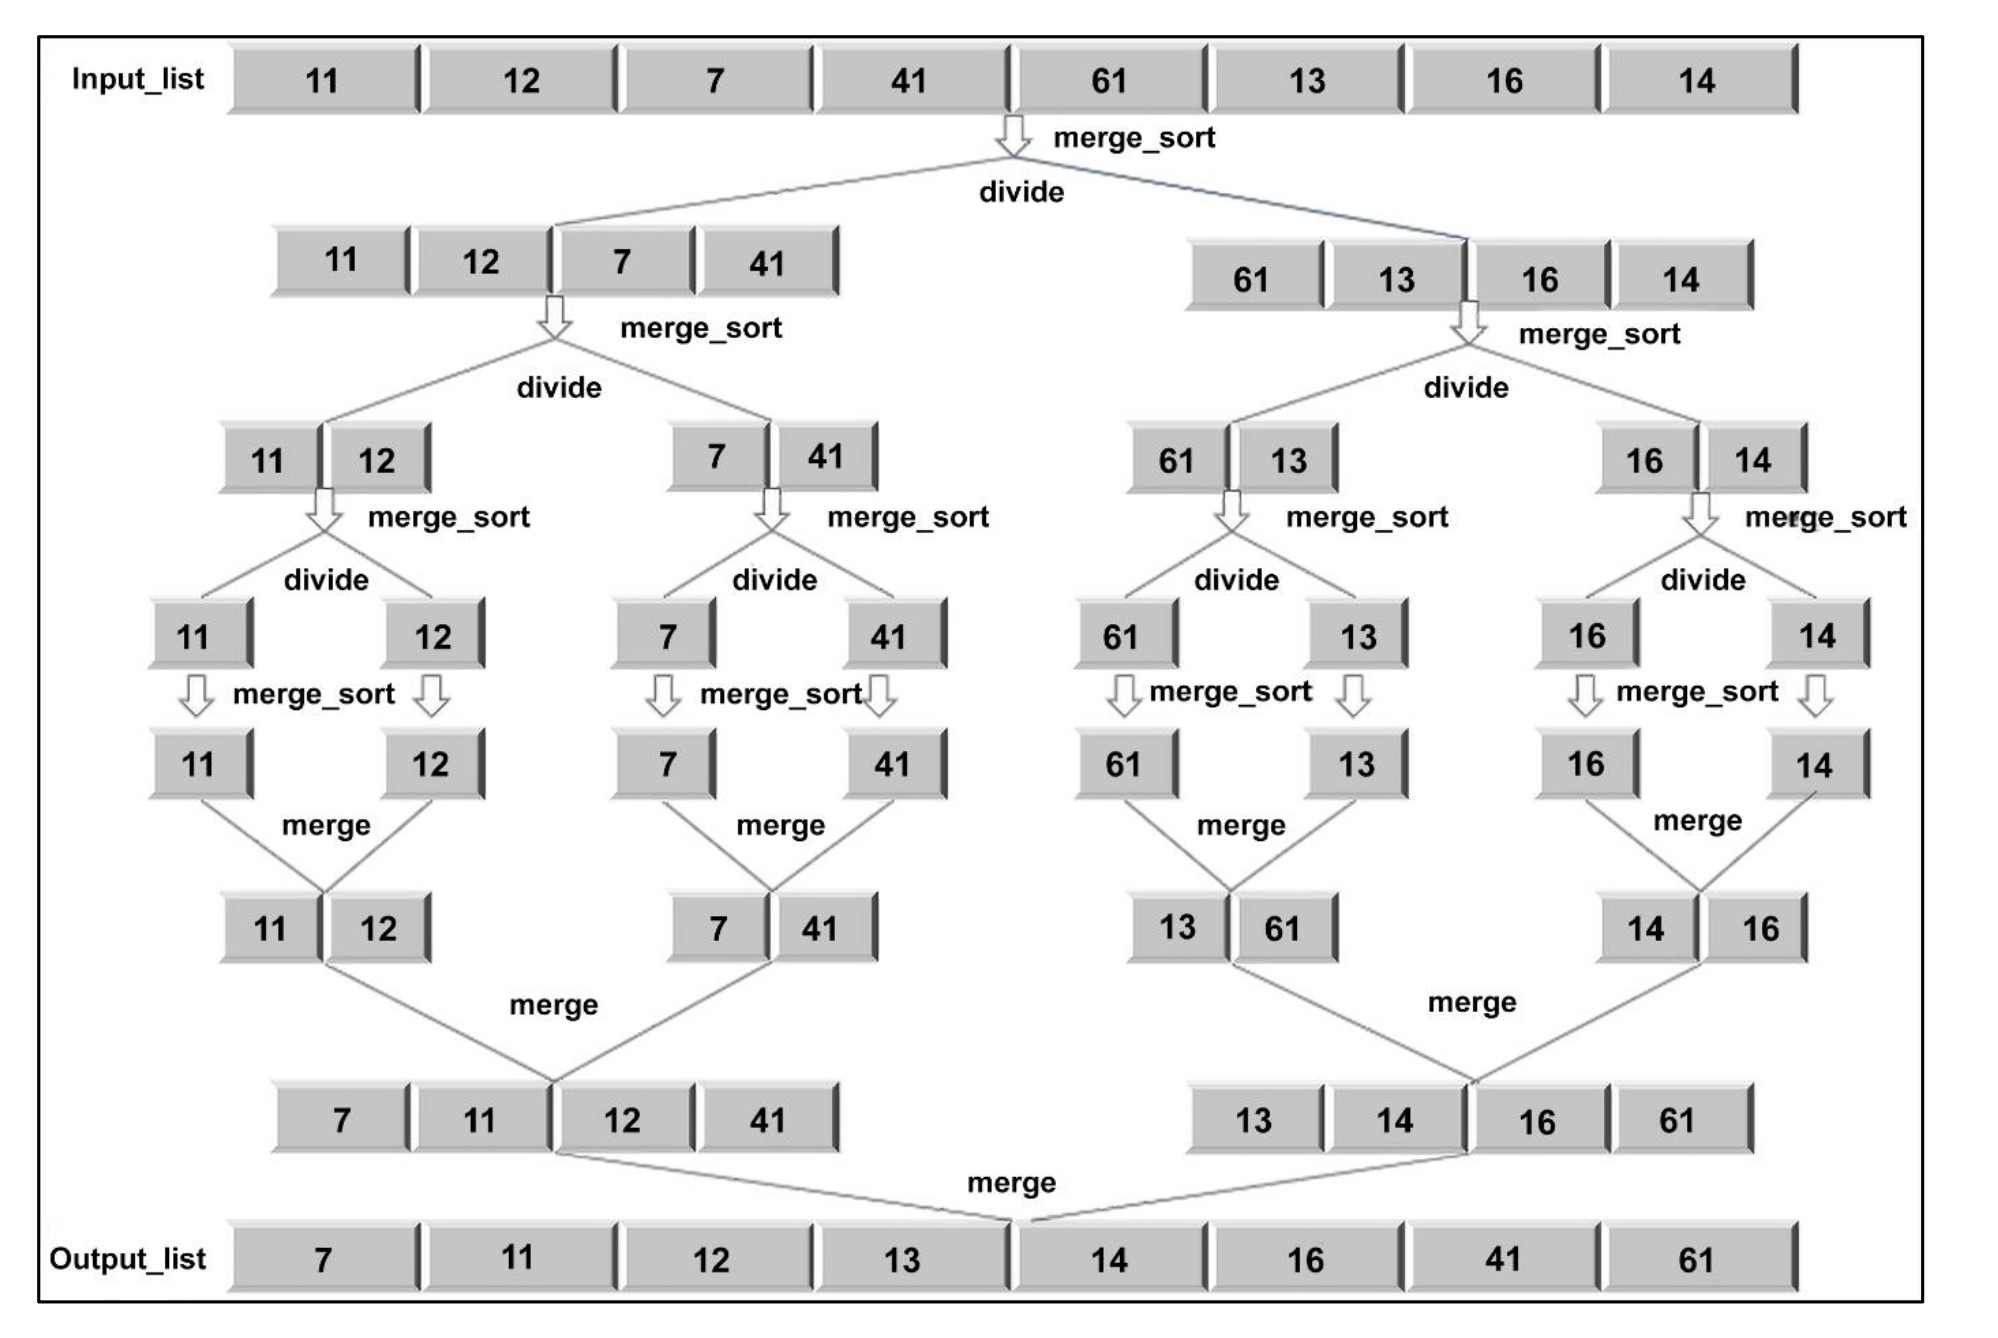 Input_list 11 12 7 41 61 13 16 14
merge_sort
divide
11 12 7 41 61 13 16 14
merge_sort merge_sort
divide divide
11 12 7 41 61 13 16 14
merge_sort merge_sort merge_sort merge_sort
divide divide divide divide
11 12 7 41 61 13 16 14
merge_sort merge_sort merge_sort merge_sort
11 12 7 41 61 13 16 14
merge merge merge merge
11 12 7 41 13 61 14 16
merge merge
7 11 12 41 13 14 16 61
merge
Output_list 7 11 12 13 14 16 41 61